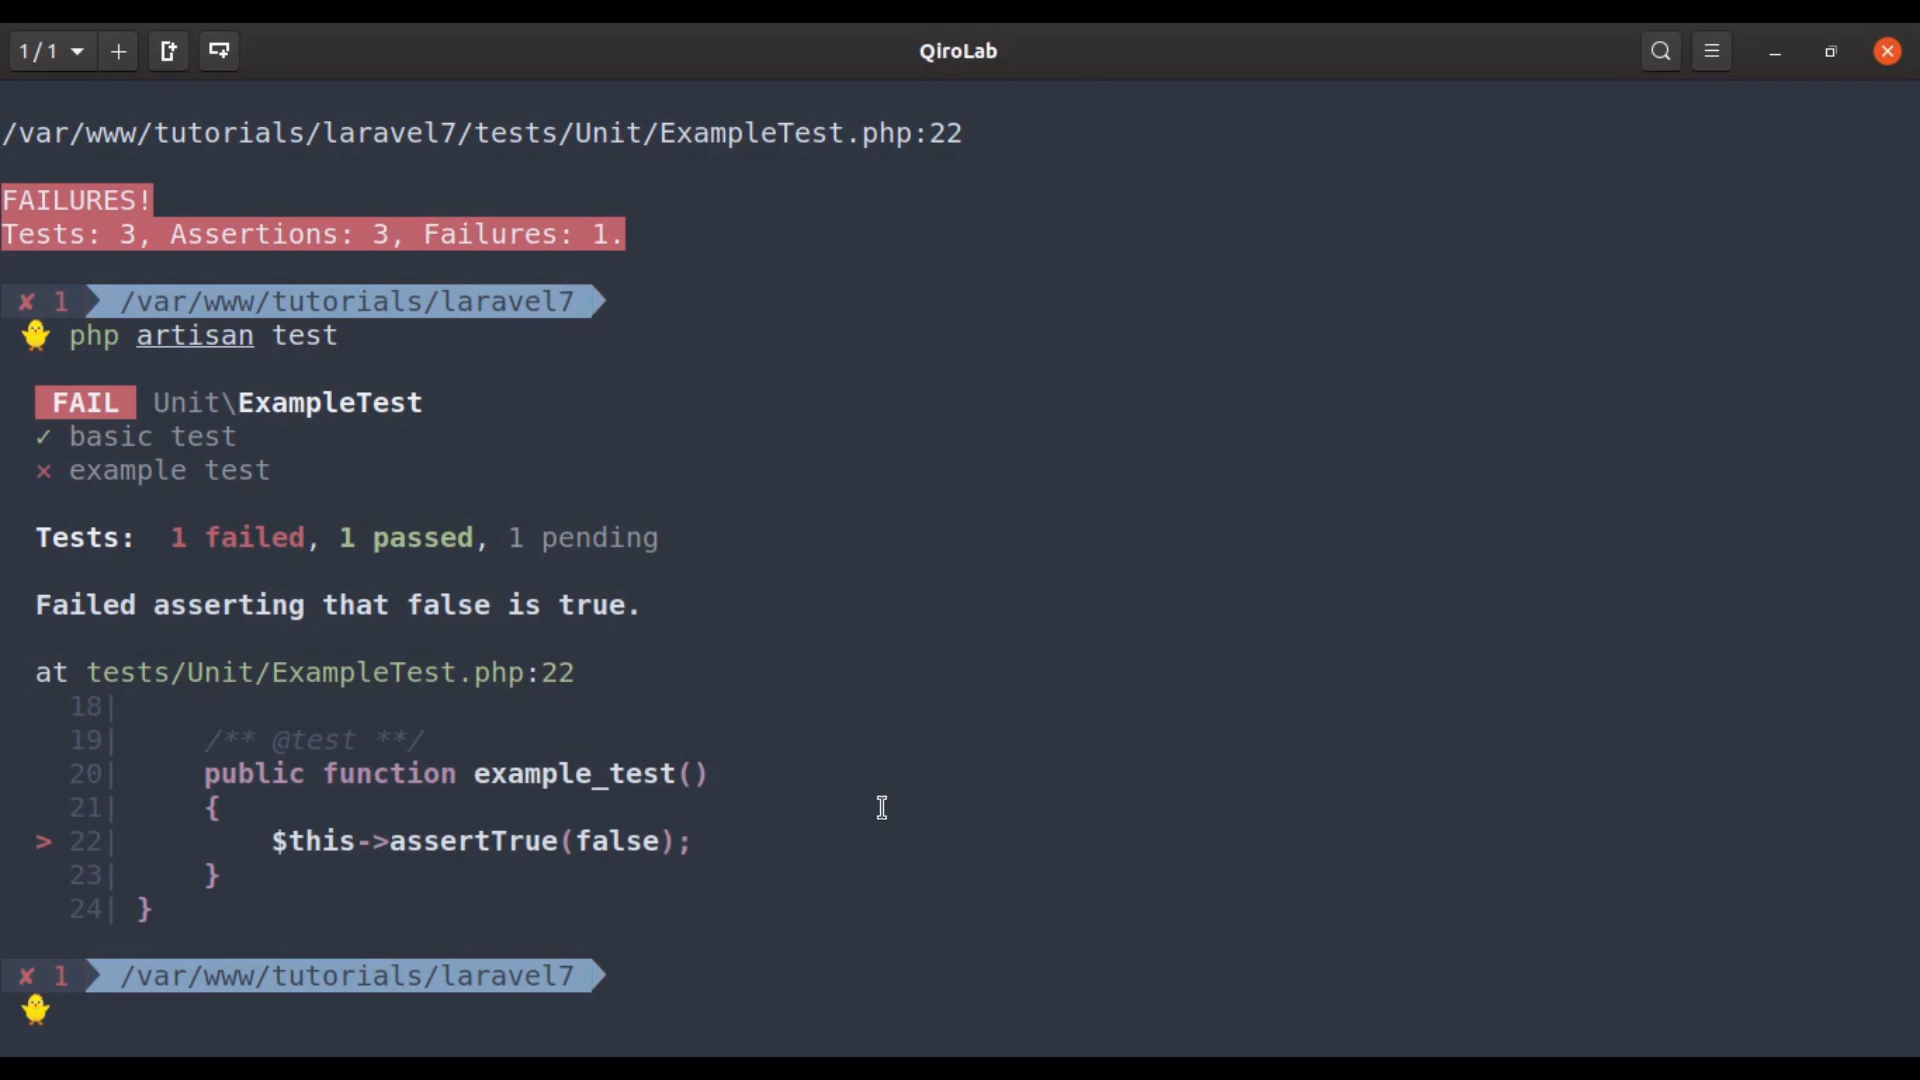 1/1
QiroLab
/var/www/tutorials/laravel7/tests/Unit/ExampleTest.php:22
FAILURES!
Tests: 3, Assertions: 3, Failures: 1.
✘ 1 /var/www/tutorials/laravel7
🐥 php artisan test
FAIL Unit\ExampleTest
✓ basic test
✕ example test
Tests: 1 failed, 1 passed, 1 pending
Failed asserting that false is true.
at tests/Unit/ExampleTest.php:22
18|
19| /** @test **/
20| public function example_test()
21| {
> 22| $this->assertTrue(false);
23| }
24| }
✘ 1 /var/www/tutorials/laravel7
🐥